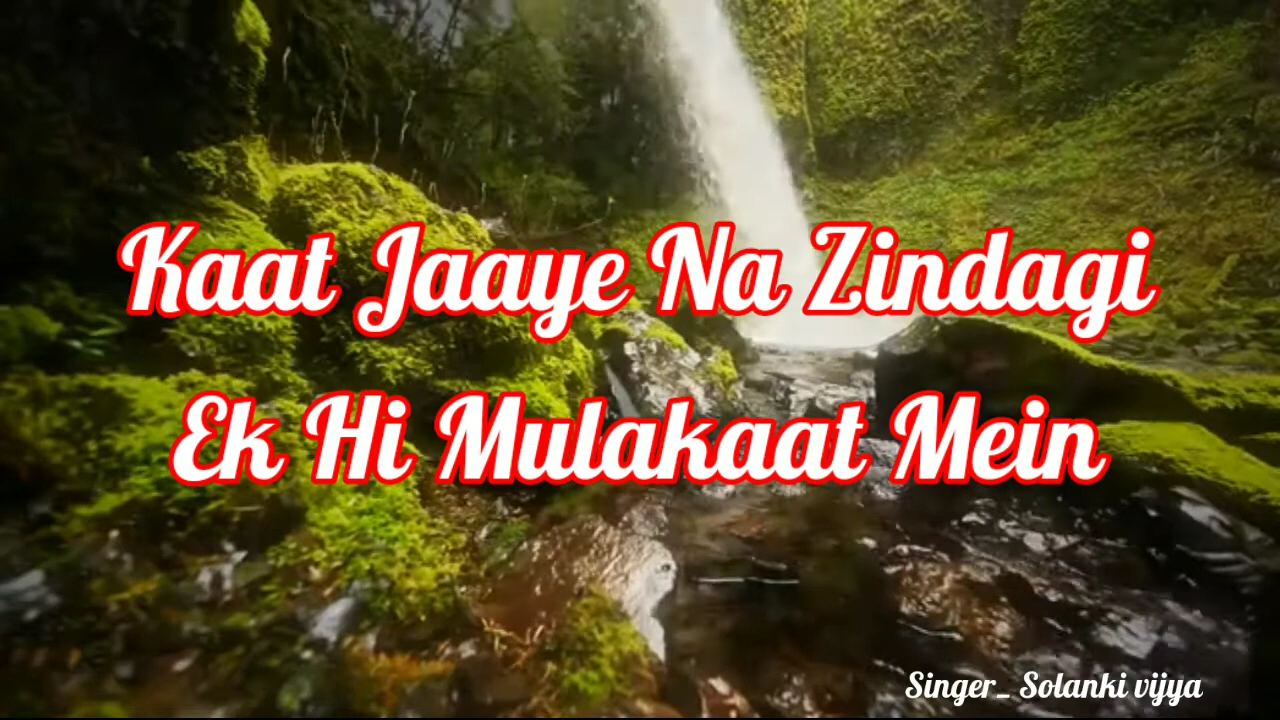 Kaat Jaaye Na Zindagi
Ek Hi Mulakaat Mein
Singer_ Solanki vijya